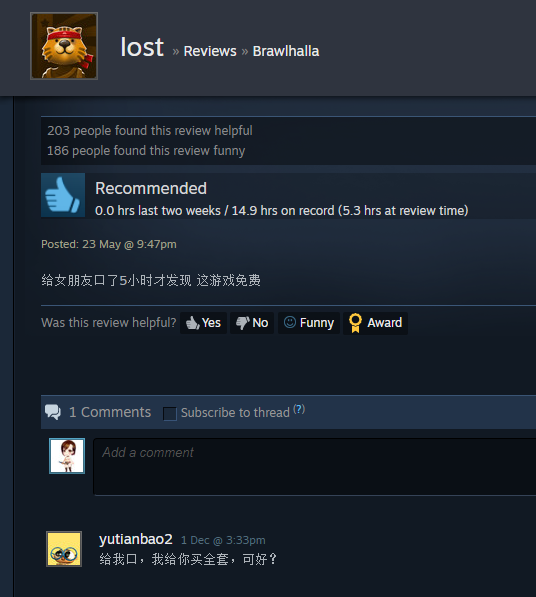 lost » Reviews » Brawlhalla
203 people found this review helpful
186 people found this review funny
Recommended
0.0 hrs last two weeks / 14.9 hrs on record (5.3 hrs at review time)
Posted: 23 May @ 9:47pm
给女朋友口了5小时才发现 这游戏免费
Was this review helpful? Yes No Funny Award
1 Comments Subscribe to thread (?)
Add a comment
yutianbao2 1 Dec @ 3:33pm
给我口，我给你买全套，可好？